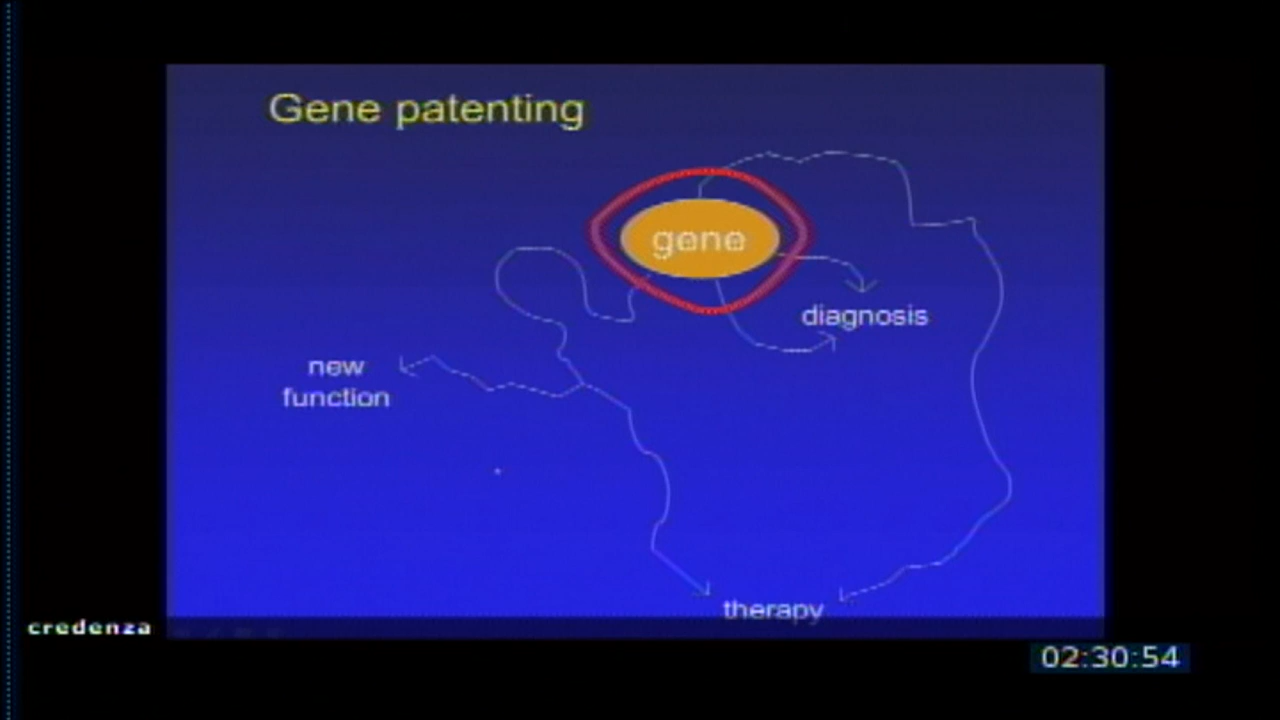 Gene patenting
gene
diagnosis
new
function
therapy
credenza
02:30:54